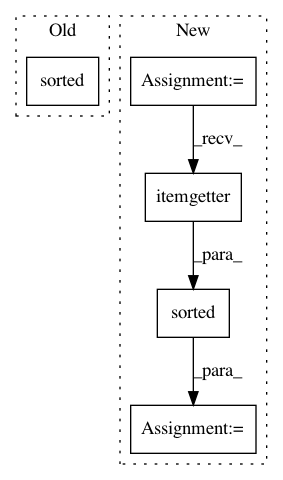 Old
New
sorted
Assignment:=
_recv_
itemgetter
_para_
sorted
_para_
Assignment:=